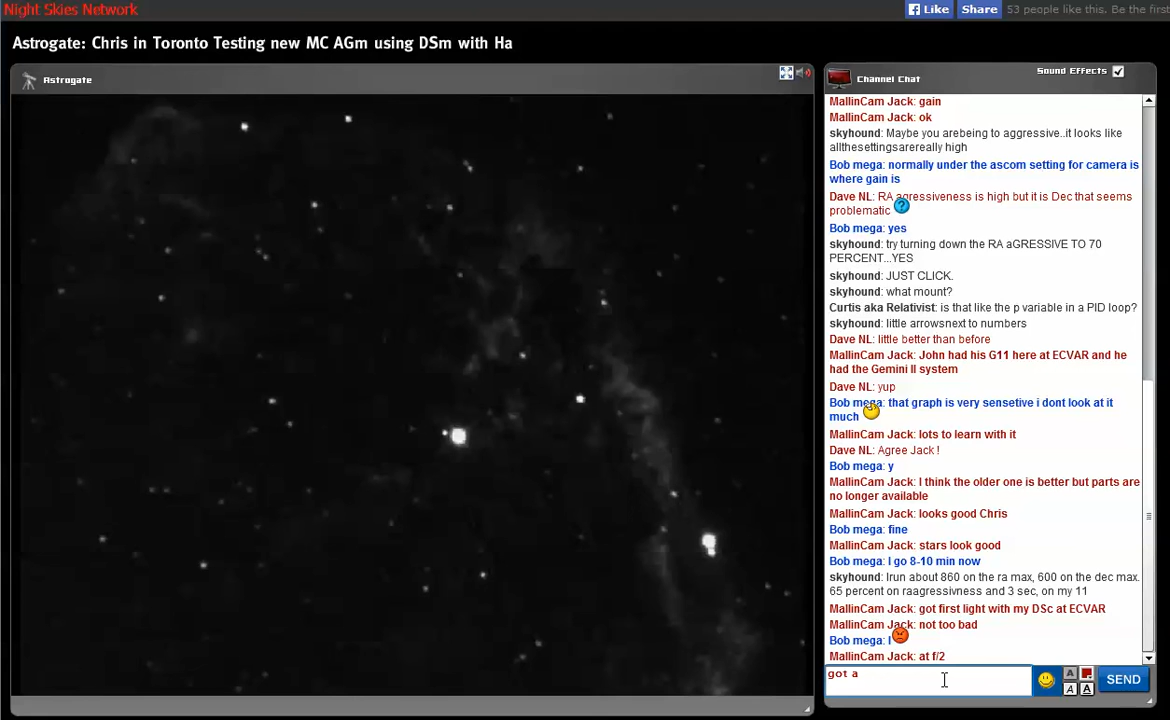 Night Skies Network
Like
Share
53 people like this. Be the first
Astrogate: Chris in Toronto Testing new MC AGm using DSm with Ha
Astrogate
Channel Chat
Sound Effects
MallinCam Jack: gain
MallinCam Jack: ok
skyhound: Maybe you arebeing to aggressive..it looks like
allthesettingsarereally high
Bob mega: normally under the ascom setting for camera is
where gain is
Dave NL: RA agressiveness is high but it is Dec that seems
problematic
Bob mega: yes
skyhound: try turning down the RA aGRESSIVE TO 70
PERCENT...YES
skyhound: JUST CLICK.
skyhound: what mount?
Curtis aka Relativist: is that like the p variable in a PID loop?
skyhound: little arrowsnext to numbers
Dave NL: little better than before
MallinCam Jack: John had his G11 here at ECVAR and he
had the Gemini II system
Dave NL: yup
Bob mega: that graph is very sensetive i dont look at it
much
MallinCam Jack: lots to learn with it
Dave NL: Agree Jack !
Bob mega: y
MallinCam Jack: I think the older one is better but parts are
no longer available
MallinCam Jack: looks good Chris
Bob mega: fine
MallinCam Jack: stars look good
Bob mega: I go 8-10 min now
skyhound: Irun about 860 on the ra max, 600 on the dec max.
65 percent on raagressivness and 3 sec, on my 11
MallinCam Jack: got first light with my DSc at ECVAR
MallinCam Jack: not too bad
Bob mega: I
MallinCam Jack: at f/2
got a
A
A
A
SEND